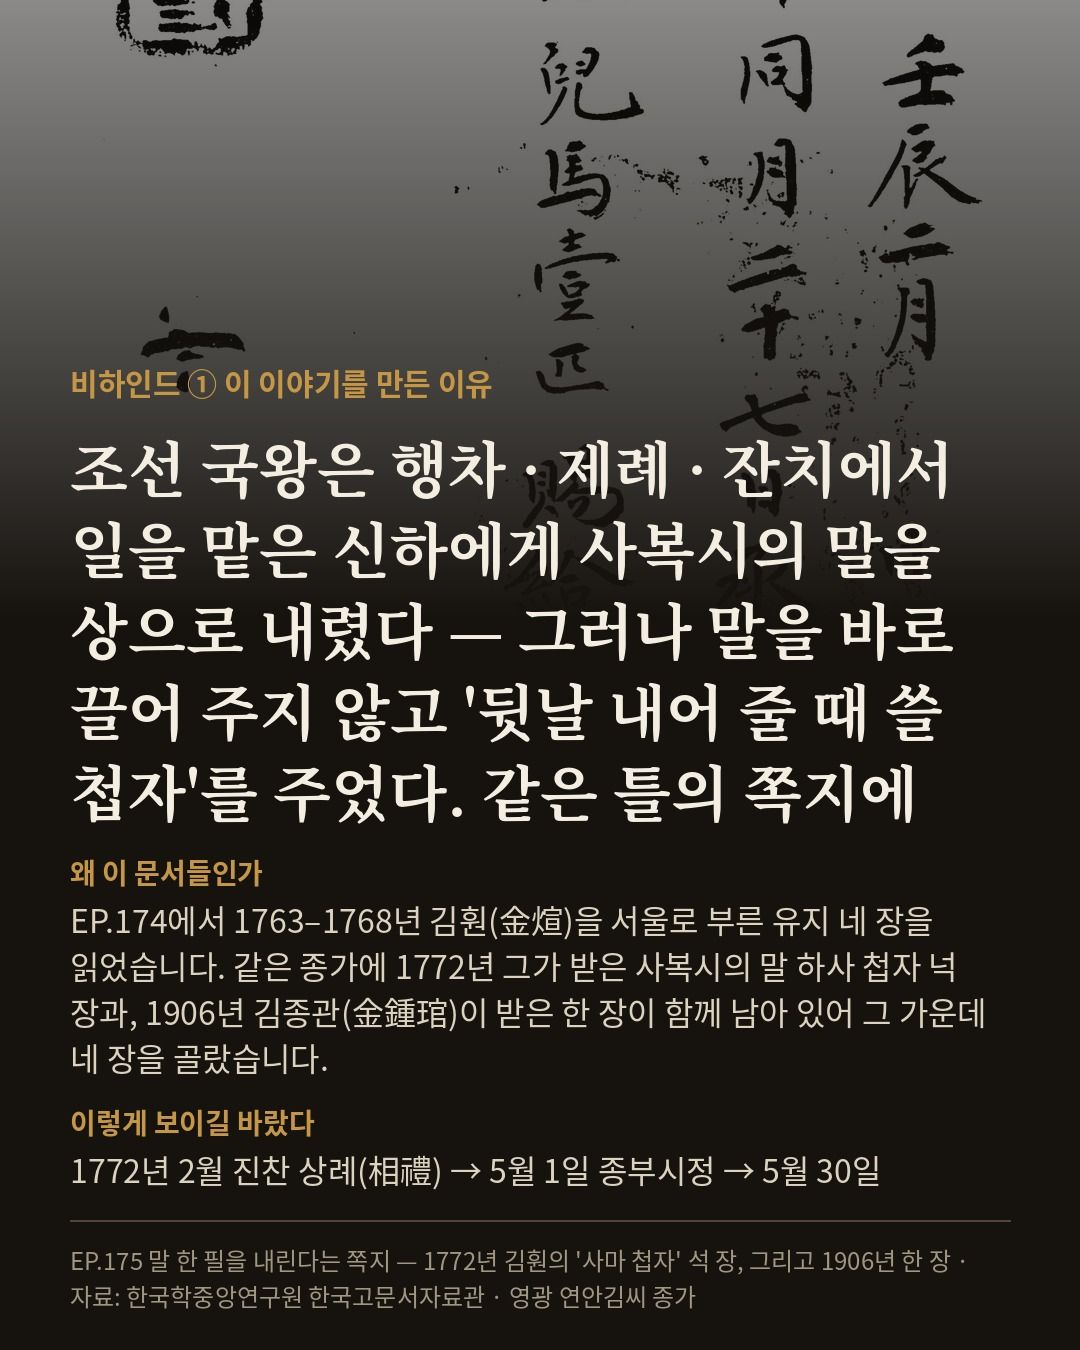 壬辰二月
同月二十七日承
兒馬壹匹賜給
비하인드 ① 이 이야기를 만든 이유
조선 국왕은 행차 · 제례 · 잔치에서
일을 맡은 신하에게 사복시의 말을
상으로 내렸다 — 그러나 말을 바로
끌어 주지 않고 '뒷날 내어 줄 때 쓸
첩자'를 주었다. 같은 틀의 쪽지에
왜 이 문서들인가
EP.174에서 1763–1768년 김훤(金煊)을 서울로 부른 유지 네 장을
읽었습니다. 같은 종가에 1772년 그가 받은 사복시의 말 하사 첩자 넉
장과, 1906년 김종관(金鍾琯)이 받은 한 장이 함께 남아 있어 그 가운데
네 장을 골랐습니다.
이렇게 보이길 바랐다
1772년 2월 진찬 상례(相禮) → 5월 1일 종부시정 → 5월 30일
EP.175 말 한 필을 내린다는 쪽지 — 1772년 김훤의 '사마 첩자' 석 장, 그리고 1906년 한 장 ·
자료: 한국학중앙연구원 한국고문서자료관 · 영광 연안김씨 종가